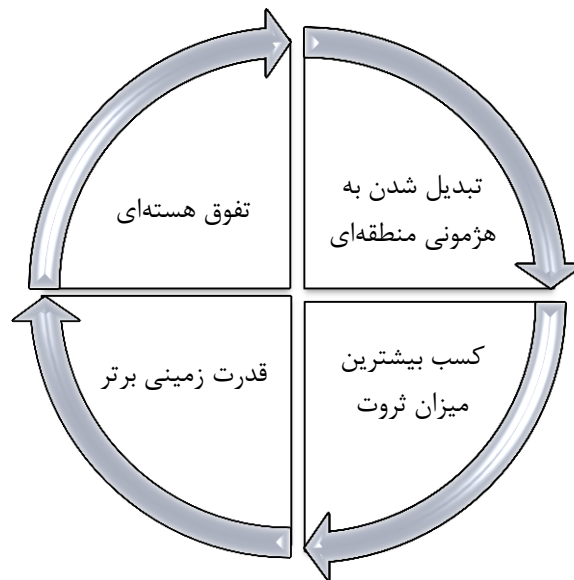 تبدیل شدن به
هژمونی منطقه‌ای
تفوق هسته‌ای
کسب بیشترین
میزان ثروت
قدرت زمینی برتر